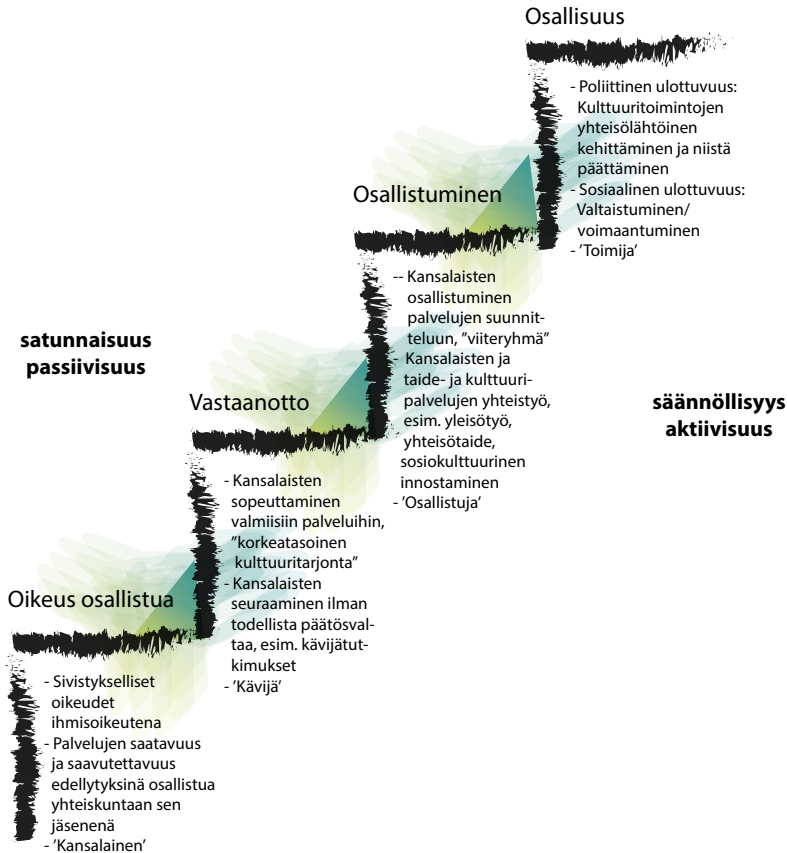 Osallisuus
- Poliittinen ulottuvuus:
Kulttuuritoimintojen
yhteisölähtöinen
kehittäminen ja niistä
päättäminen
- Sosiaalinen ulottuvuus:
Valtaistuminen/
voimaantuminen
- 'Toimija'
Osallistuminen
-- Kansalaisten
osallistuminen
palvelujen suunnit-
teluun, ”viiteryhmä”
- Kansalaisten ja
taide- ja kulttuuri-
palvelujen yhteistyö,
esim. yleisötyö,
yhteisötaide,
sosiokulttuurinen
innostaminen
- 'Osallistuja'
satunnaisuus
passiivisuus
säännöllisyys
aktiivisuus
Vastaanotto
- Kansalaisten
sopeuttaminen
valmiisiin palveluihin,
”korkeatasoinen
kulttuuritarjonta”
- Kansalaisten
seuraaminen ilman
todellista päätösval-
taa, esim. kävijätut-
kimukset
- 'Kävijä'
Oikeus osallistua
- Sivistykselliset
oikeudet
ihmisoikeutena
- Palvelujen saatavuus
ja saavutettavuus
edellytyksinä osallistua
yhteiskuntaan sen
jäsenenä
- 'Kansalainen'